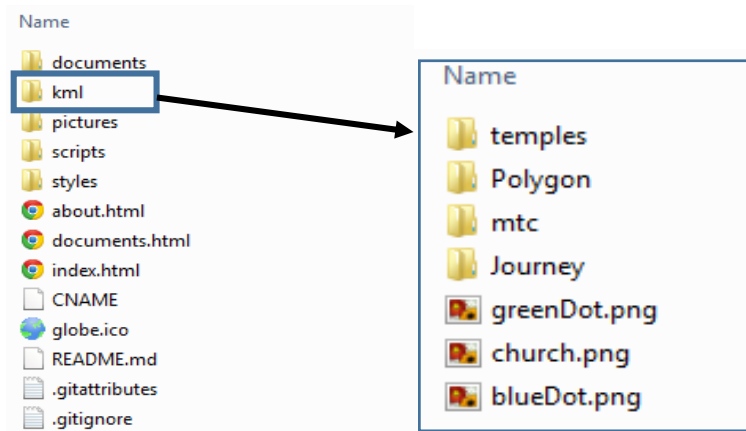 Name
documents
kml
pictures
scripts
styles
about.html
documents.html
index.html
CNAME
globe.ico
README.md
.gitattributes
.gitignore
Name
temples
Polygon
mtc
Journey
greenDot.png
church.png
blueDot.png